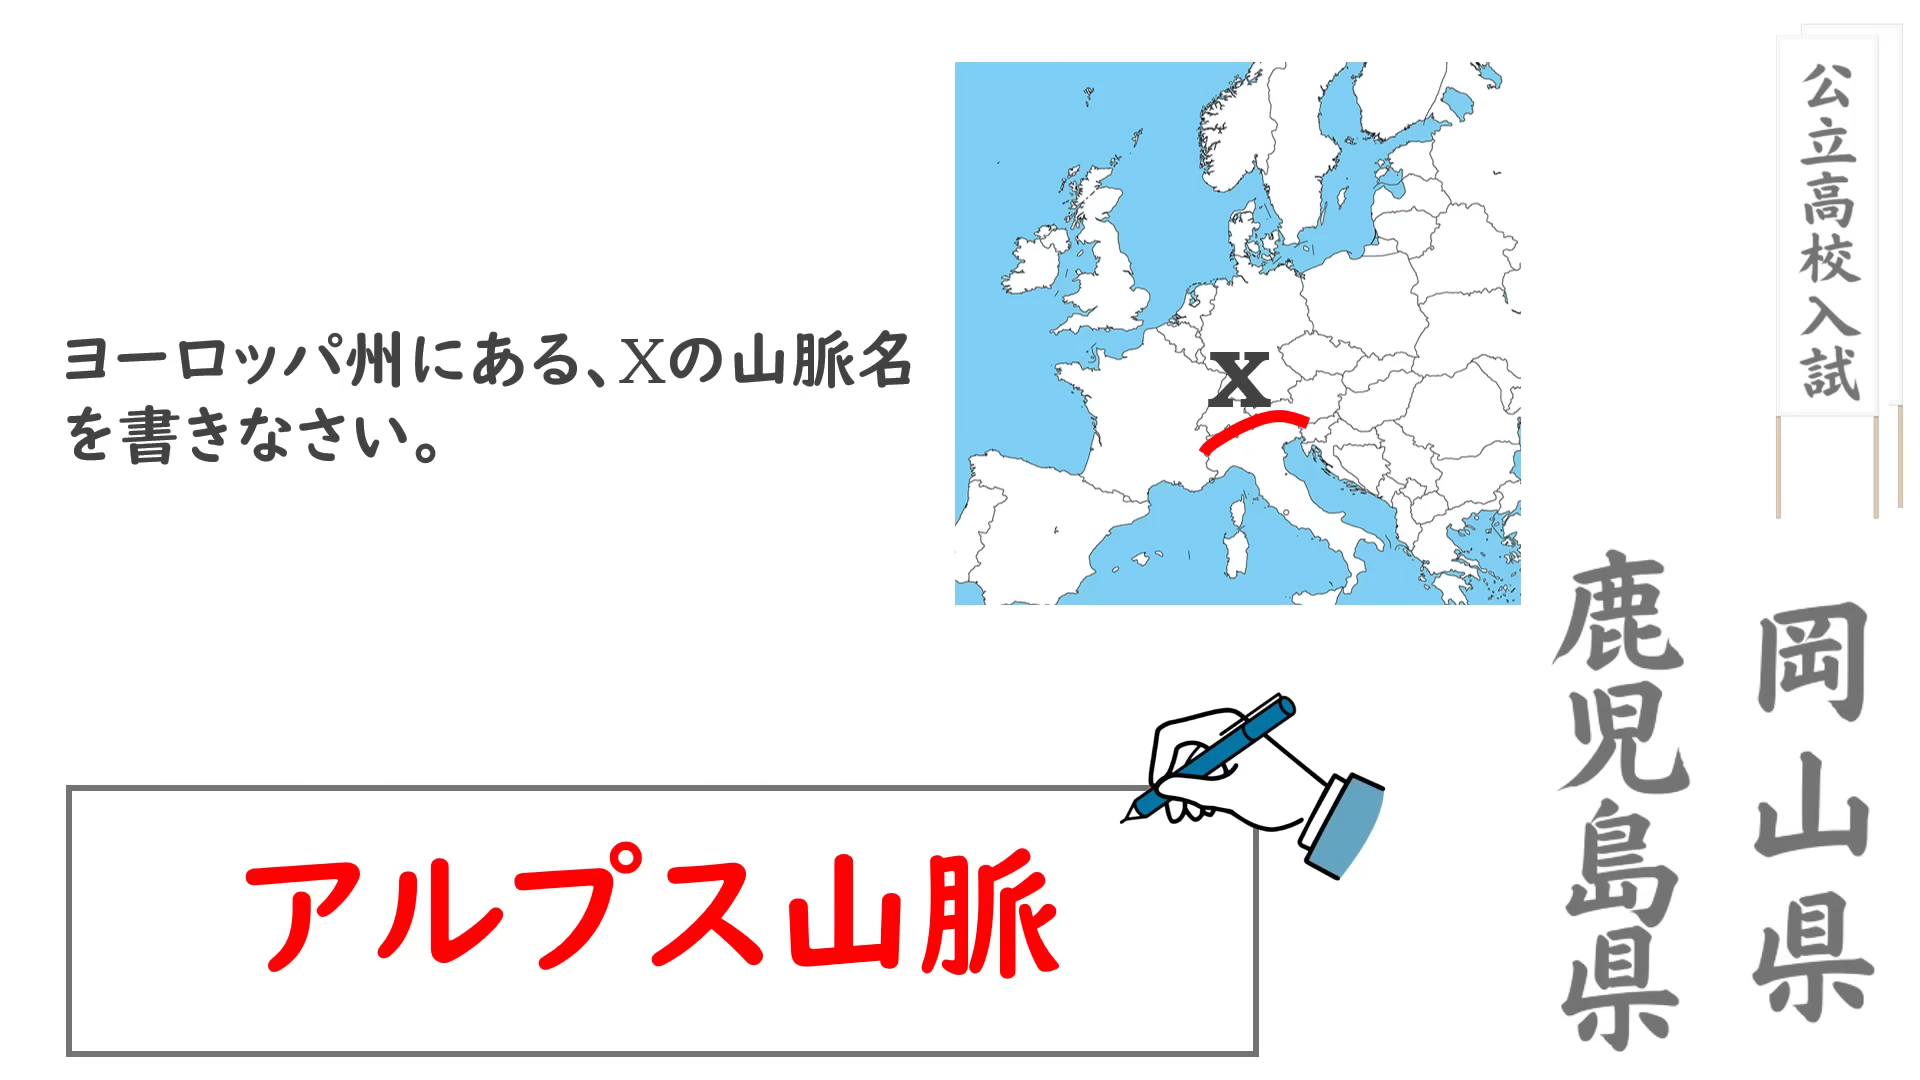 ヨーロッパ州にある、Xの山脈名
を書きなさい。
X
アルプス山脈
公立高校入試
岡山県
鹿児島県